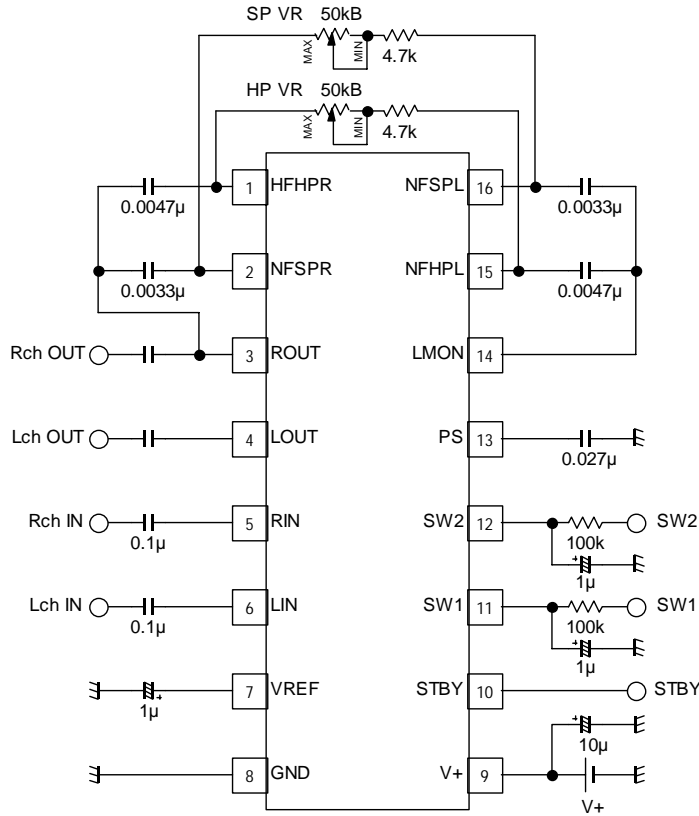 SP VR 50kB
MAX
MIN
4.7k
HP VR 50kB
MAX
MIN
4.7k
1 HFHPR
NFSPL 16
0.0047µ
0.0033µ
2 NFSPR
NFHPL 15
0.0033µ
0.0047µ
Rch OUT
3 ROUT
LMON 14
Lch OUT
4 LOUT
PS 13
0.027µ
Rch IN
0.1µ
5 RIN
SW2 12
100k
SW2
+
1µ
Lch IN
0.1µ
6 LIN
SW1 11
100k
SW1
+
1µ
+
1µ
7 VREF
STBY 10
STBY
+
10µ
8 GND
V+ 9
V+